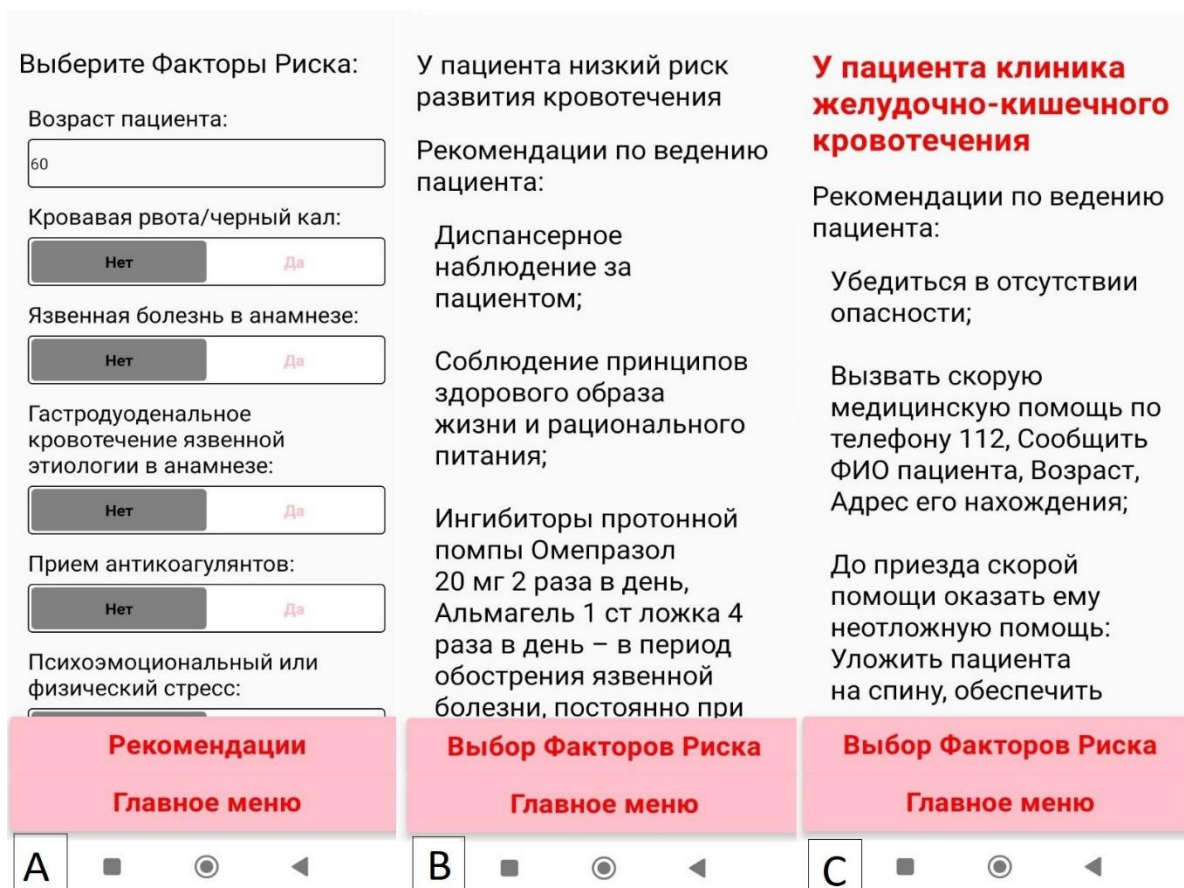 Выберите Факторы Риска:
Возраст пациента:
60
Кровавая рвота/черный кал:
Нет Да
Язвенная болезнь в анамнезе:
Нет Да
Гастродуоденальное
кровотечение язвенной
этиологии в анамнезе:
Нет Да
Прием антикоагулянтов:
Нет Да
Психоэмоциональный или
физический стресс:
Рекомендации
Главное меню
A
У пациента низкий риск
развития кровотечения
Рекомендации по ведению
пациента:
Диспансерное
наблюдение за
пациентом;
Соблюдение принципов
здорового образа
жизни и рационального
питания;
Ингибиторы протонной
помпы Омепразол
20 мг 2 раза в день,
Альмагель 1 ст ложка 4
раза в день – в период
обострения язвенной
болезни, постоянно при
Выбор Факторов Риска
Главное меню
B
У пациента клиника
желудочно-кишечного
кровотечения
Рекомендации по ведению
пациента:
Убедиться в отсутствии
опасности;
Вызвать скорую
медицинскую помощь по
телефону 112, Сообщить
ФИО пациента, Возраст,
Адрес его нахождения;
До приезда скорой
помощи оказать ему
неотложную помощь:
Уложить пациента
на спину, обеспечить
Выбор Факторов Риска
Главное меню
C